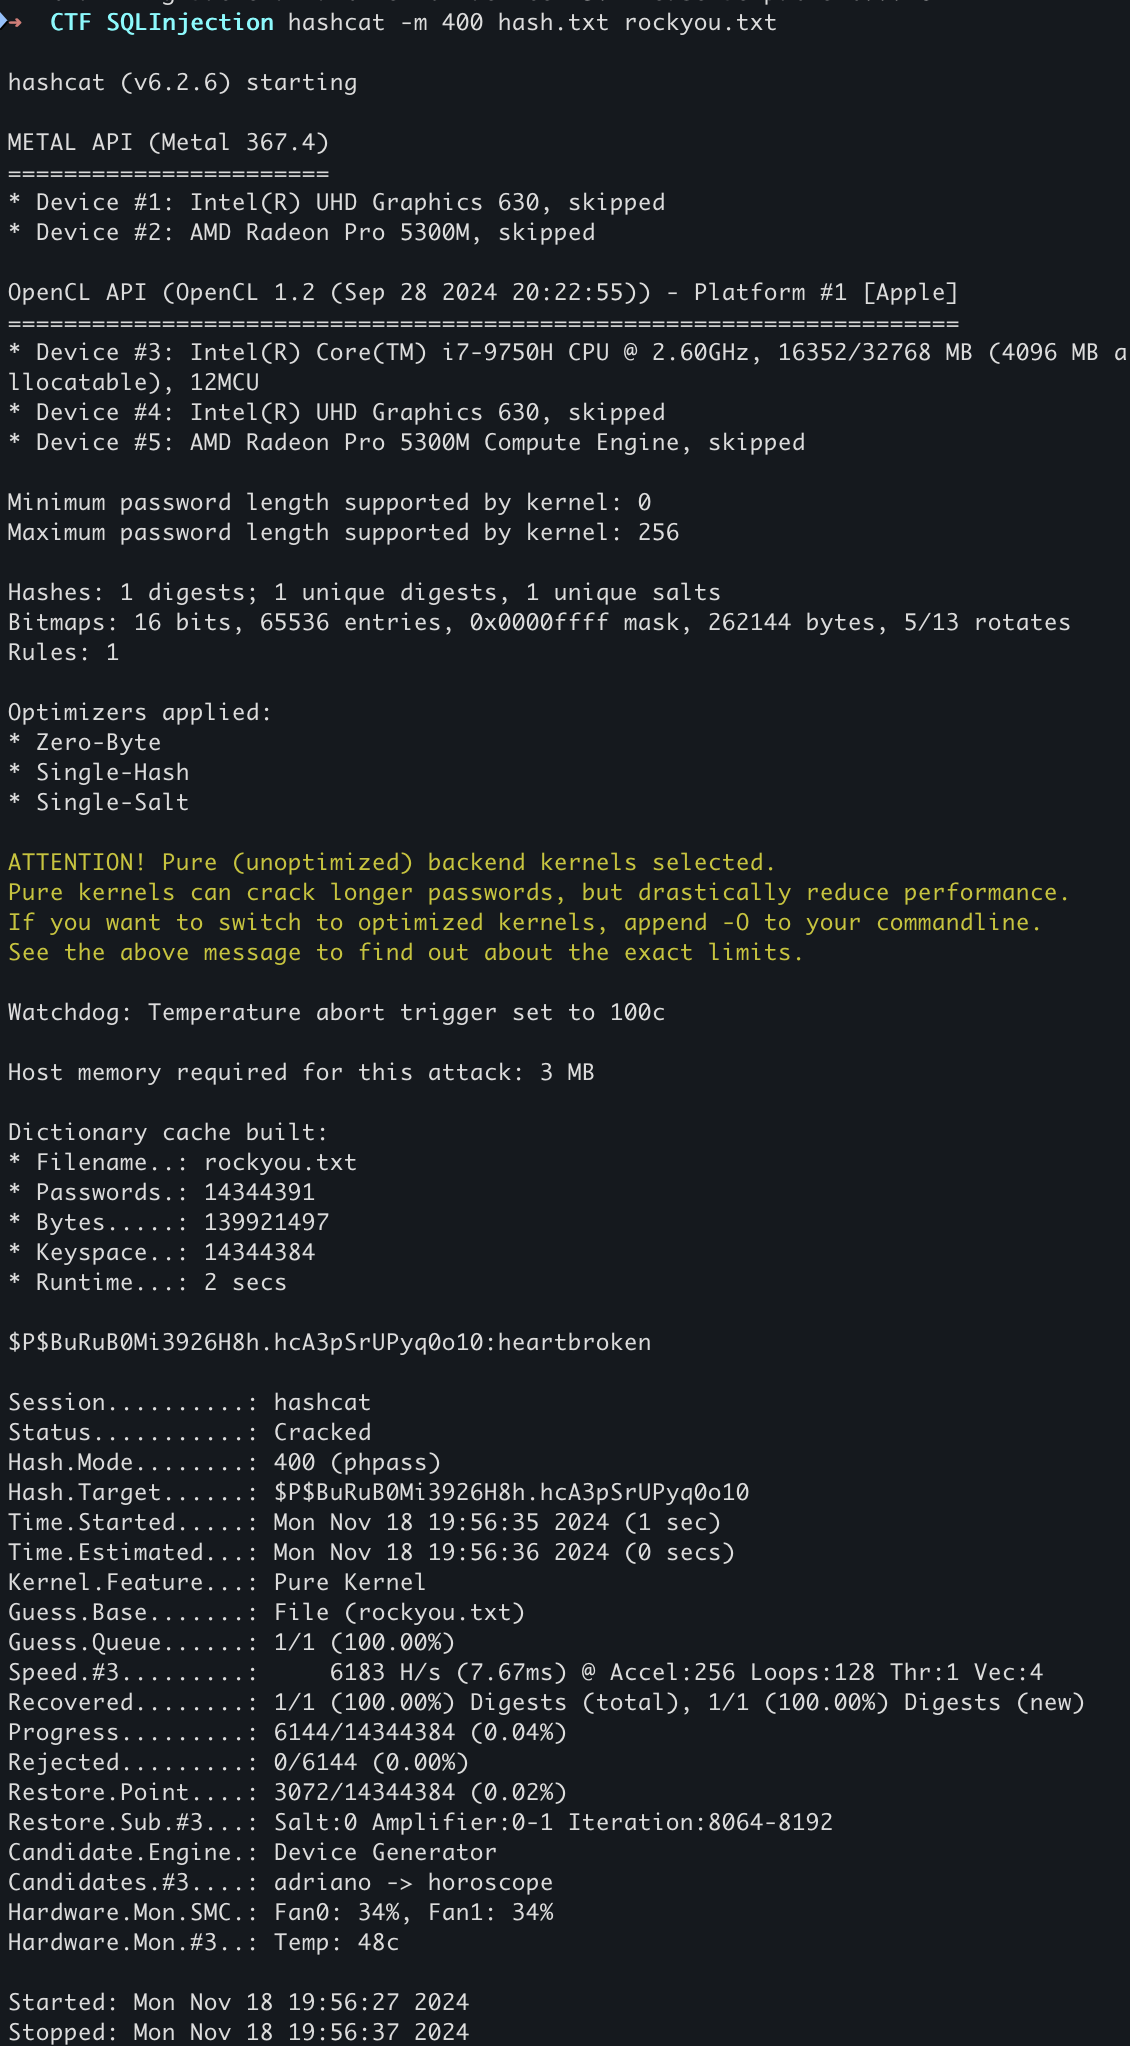 ➜  CTF SQLInjection hashcat -m 400 hash.txt rockyou.txt
hashcat (v6.2.6) starting
METAL API (Metal 367.4)
=======================
* Device #1: Intel(R) UHD Graphics 630, skipped
* Device #2: AMD Radeon Pro 5300M, skipped
OpenCL API (OpenCL 1.2 (Sep 28 2024 20:22:55)) - Platform #1 [Apple]
====================================================================
* Device #3: Intel(R) Core(TM) i7-9750H CPU @ 2.60GHz, 16352/32768 MB (4096 MB a
llocatable), 12MCU
* Device #4: Intel(R) UHD Graphics 630, skipped
* Device #5: AMD Radeon Pro 5300M Compute Engine, skipped
Minimum password length supported by kernel: 0
Maximum password length supported by kernel: 256
Hashes: 1 digests; 1 unique digests, 1 unique salts
Bitmaps: 16 bits, 65536 entries, 0x0000ffff mask, 262144 bytes, 5/13 rotates
Rules: 1
Optimizers applied:
* Zero-Byte
* Single-Hash
* Single-Salt
ATTENTION! Pure (unoptimized) backend kernels selected.
Pure kernels can crack longer passwords, but drastically reduce performance.
If you want to switch to optimized kernels, append -O to your commandline.
See the above message to find out about the exact limits.
Watchdog: Temperature abort trigger set to 100c
Host memory required for this attack: 3 MB
Dictionary cache built:
* Filename..: rockyou.txt
* Passwords.: 14344391
* Bytes.....: 139921497
* Keyspace..: 14344384
* Runtime...: 2 secs
$P$BuRuB0Mi3926H8h.hcA3pSrUPyq0o10:heartbroken
Session..........: hashcat
Status...........: Cracked
Hash.Mode........: 400 (phpass)
Hash.Target......: $P$BuRuB0Mi3926H8h.hcA3pSrUPyq0o10
Time.Started.....: Mon Nov 18 19:56:35 2024 (1 sec)
Time.Estimated...: Mon Nov 18 19:56:36 2024 (0 secs)
Kernel.Feature...: Pure Kernel
Guess.Base.......: File (rockyou.txt)
Guess.Queue......: 1/1 (100.00%)
Speed.#3.........:     6183 H/s (7.67ms) @ Accel:256 Loops:128 Thr:1 Vec:4
Recovered........: 1/1 (100.00%) Digests (total), 1/1 (100.00%) Digests (new)
Progress.........: 6144/14344384 (0.04%)
Rejected.........: 0/6144 (0.00%)
Restore.Point....: 3072/14344384 (0.02%)
Restore.Sub.#3...: Salt:0 Amplifier:0-1 Iteration:8064-8192
Candidate.Engine.: Device Generator
Candidates.#3....: adriano -> horoscope
Hardware.Mon.SMC.: Fan0: 34%, Fan1: 34%
Hardware.Mon.#3..: Temp: 48c
Started: Mon Nov 18 19:56:27 2024
Stopped: Mon Nov 18 19:56:37 2024